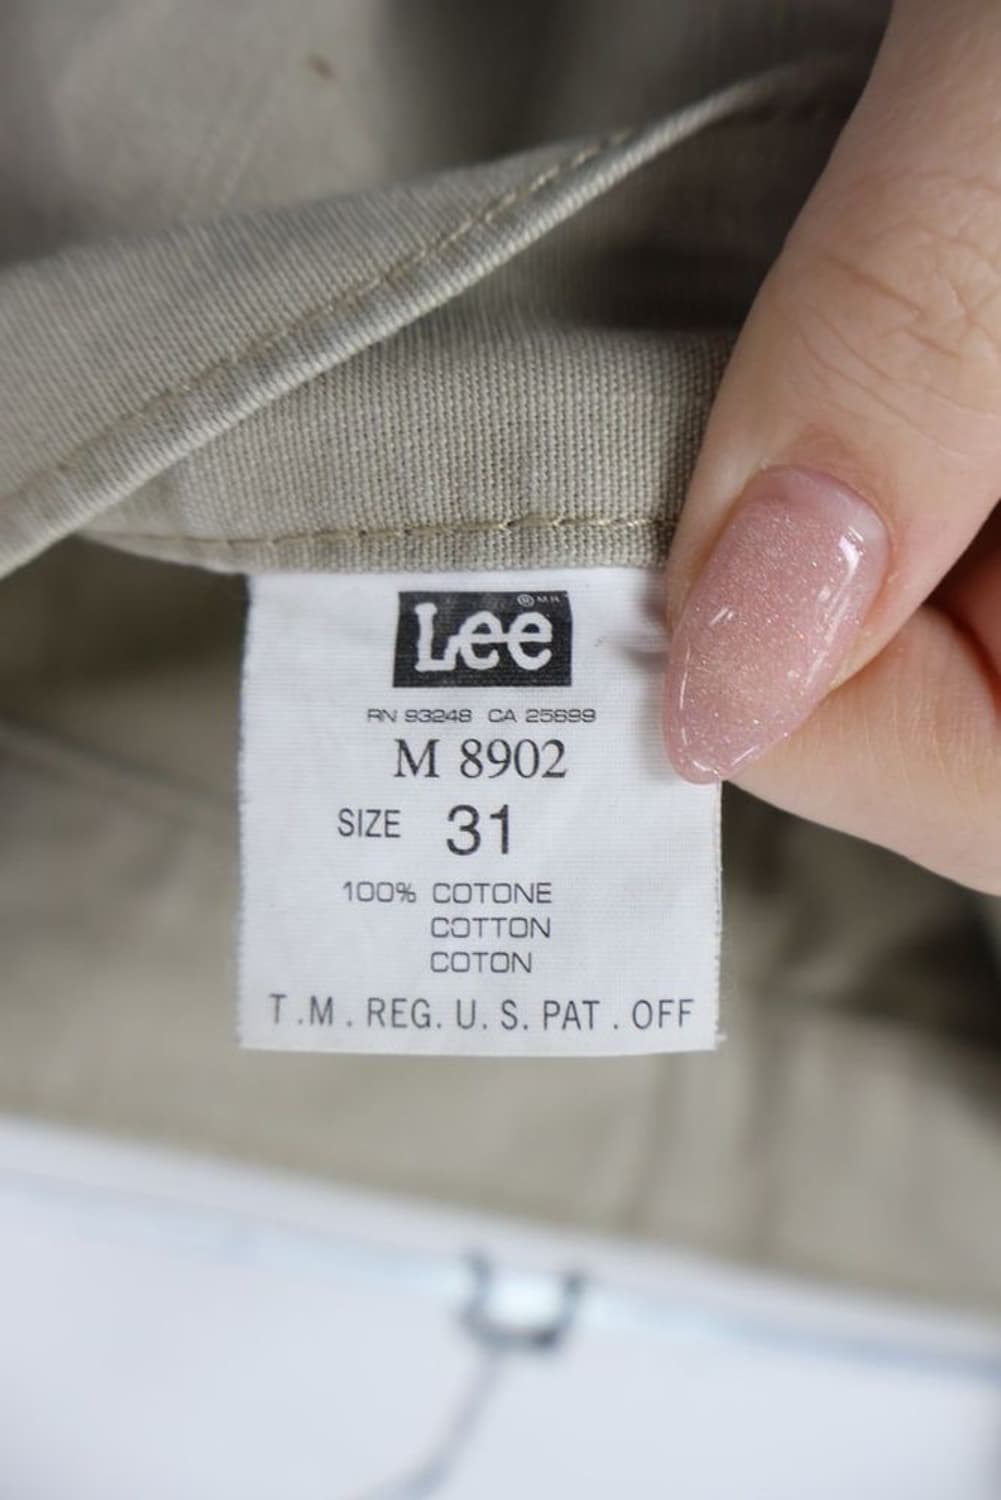 Lee ® M.R.
RN 93248 CA 25699
M 8902
SIZE 31
100% COTONE
COTTON
COTON
T.M. REG. U.S. PAT. OFF